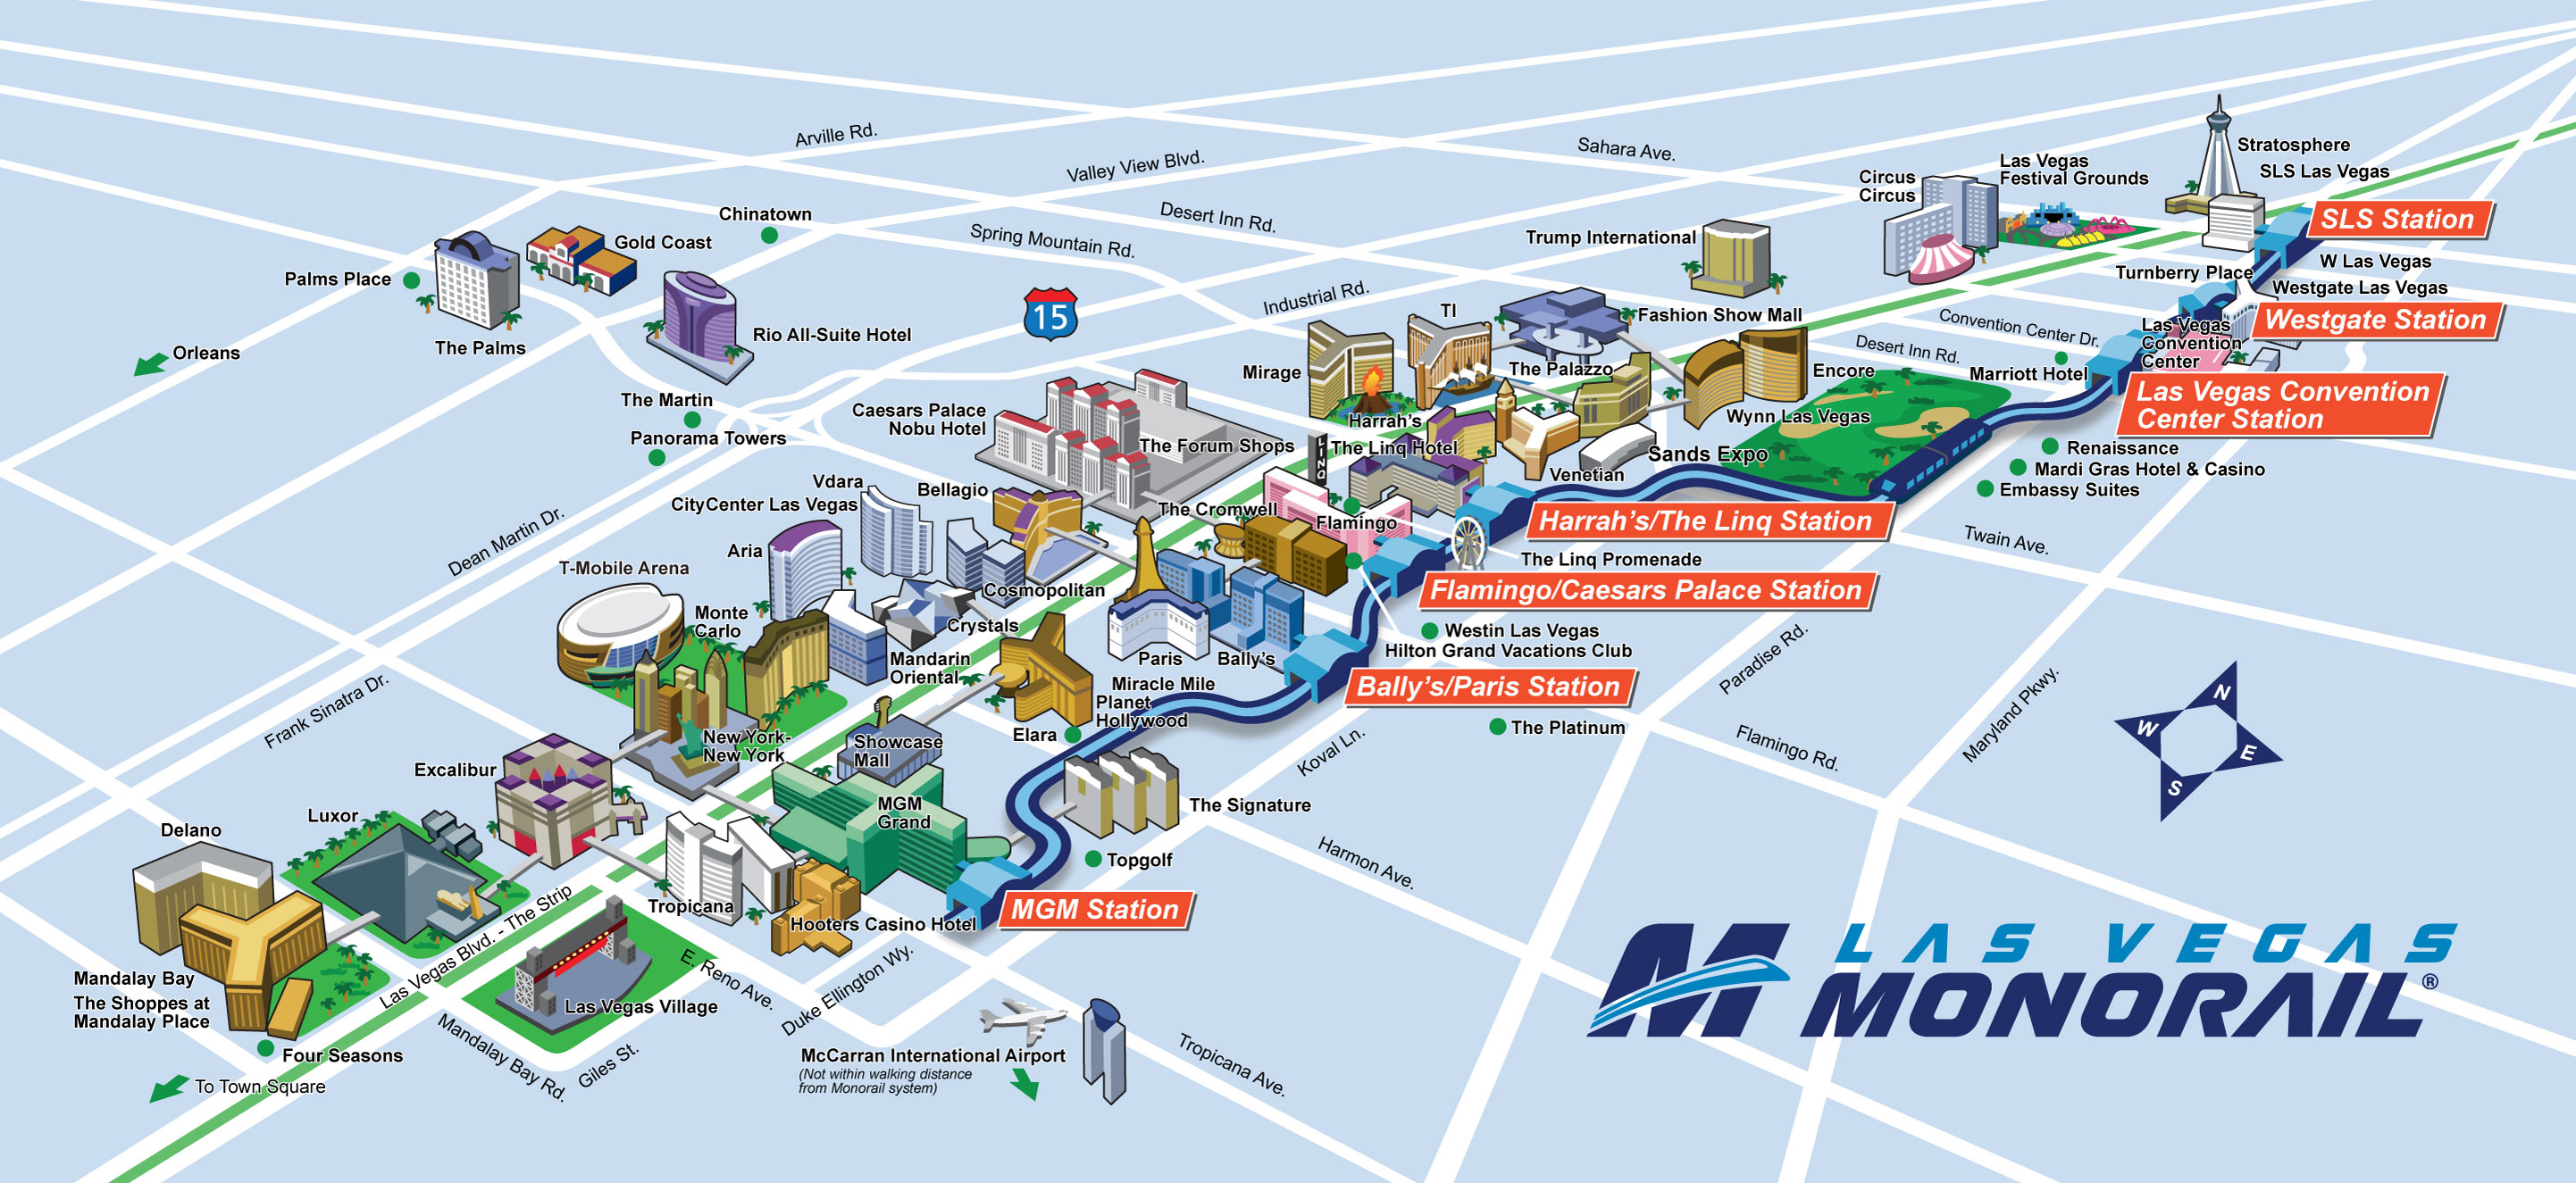 Arville Rd.
Valley View Blvd.
Sahara Ave.
Stratosphere
SLS Las Vegas
Las Vegas
Festival Grounds
Circus
Circus
SLS Station
Chinatown
Desert Inn Rd.
Spring Mountain Rd.
Gold Coast
Trump International
W Las Vegas
Turnberry Place
Westgate Las Vegas
Palms Place
15
Industrial Rd.
TI
Fashion Show Mall
Convention Center Dr.
Westgate Station
Las Vegas
Convention
Center
Rio All-Suite Hotel
The Palms
Orleans
Desert Inn Rd.
Mirage
The Palazzo
Encore
Marriott Hotel
Las Vegas Convention
Center Station
The Martin
Caesars Palace
Nobu Hotel
Harrah's
Wynn Las Vegas
Panorama Towers
The Forum Shops
LINQ
The Linq Hotel
Sands Expo
Renaissance
Mardi Gras Hotel & Casino
Embassy Suites
Venetian
Vdara
Bellagio
CityCenter Las Vegas
The Cromwell
Flamingo
Harrah's/The Linq Station
Dean Martin Dr.
Aria
The Linq Promenade
Twain Ave.
T-Mobile Arena
Cosmopolitan
Flamingo/Caesars Palace Station
Monte
Carlo
Crystals
Westin Las Vegas
Hilton Grand Vacations Club
Mandarin
Oriental
Paris
Bally's
Paradise Rd.
Bally's/Paris Station
Miracle Mile
Planet
Hollywood
Frank Sinatra Dr.
Maryland Pkwy.
N
W
E
S
Elara
The Platinum
New York-
New York
Showcase
Mall
Koval Ln.
Flamingo Rd.
Excalibur
MGM
Grand
The Signature
Luxor
Delano
Topgolf
Harmon Ave.
Las Vegas Blvd. - The Strip
Tropicana
Hooters Casino Hotel
MGM Station
Mandalay Bay
The Shoppes at
Mandalay Place
E. Reno Ave.
Duke Ellington Wy.
Las Vegas Village
LAS VEGAS
MONORAIL®
Four Seasons
Mandalay Bay Rd.
Giles St.
McCarran International Airport
(Not within walking distance
from Monorail system)
Tropicana Ave.
To Town Square